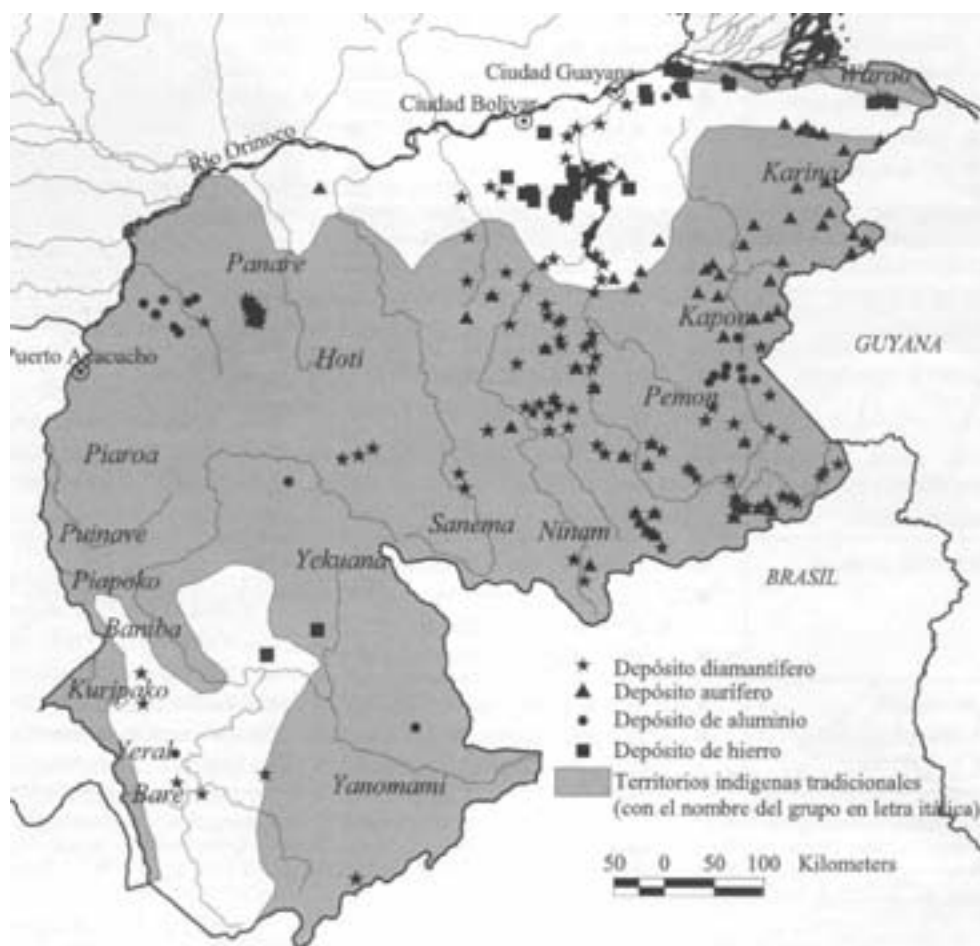 Ciudad Guayana
Ciudad Bolivar
Warao
Río Orinoco
Karina
Panare
Kapon
GUYANA
Puerto Ayacucho
Hoti
Pemon
Piaroa
Sanema
Ninam
Puinave
Yekuana
Piapoko
BRASIL
Baniba
Kuripako
Yeral
Bare
Yanomami
Depósito diamantífero
Depósito aurífero
Depósito de aluminio
Depósito de hierro
Territorios indígenas tradicionales
(con el nombre del grupo en letra itálica)
50 0 50 100 Kilometers